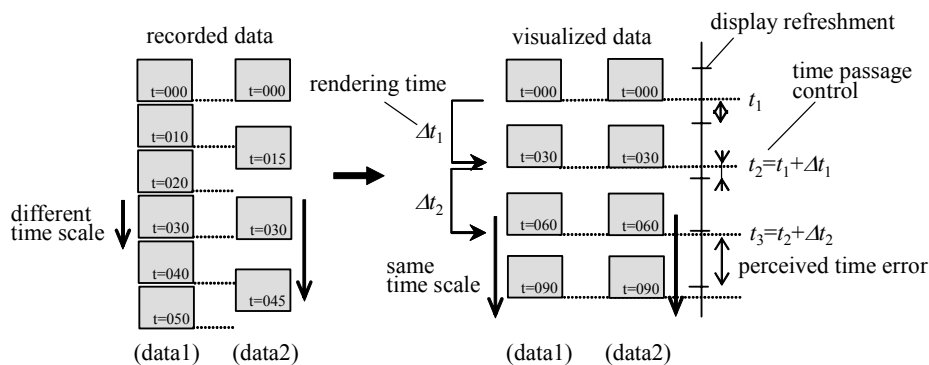 recorded data
t=000
t=000
t=010
t=015
t=020
t=030
t=030
t=040
t=045
t=050
different
time scale
(data1)
(data2)
visualized data
rendering time
Δt1
Δt2
t=000
t=000
t=030
t=030
t=060
t=060
t=090
t=090
same
time scale
(data1)
(data2)
display refreshment
time passage
control
t1
t2=t1+Δt1
t3=t2+Δt2
perceived time error